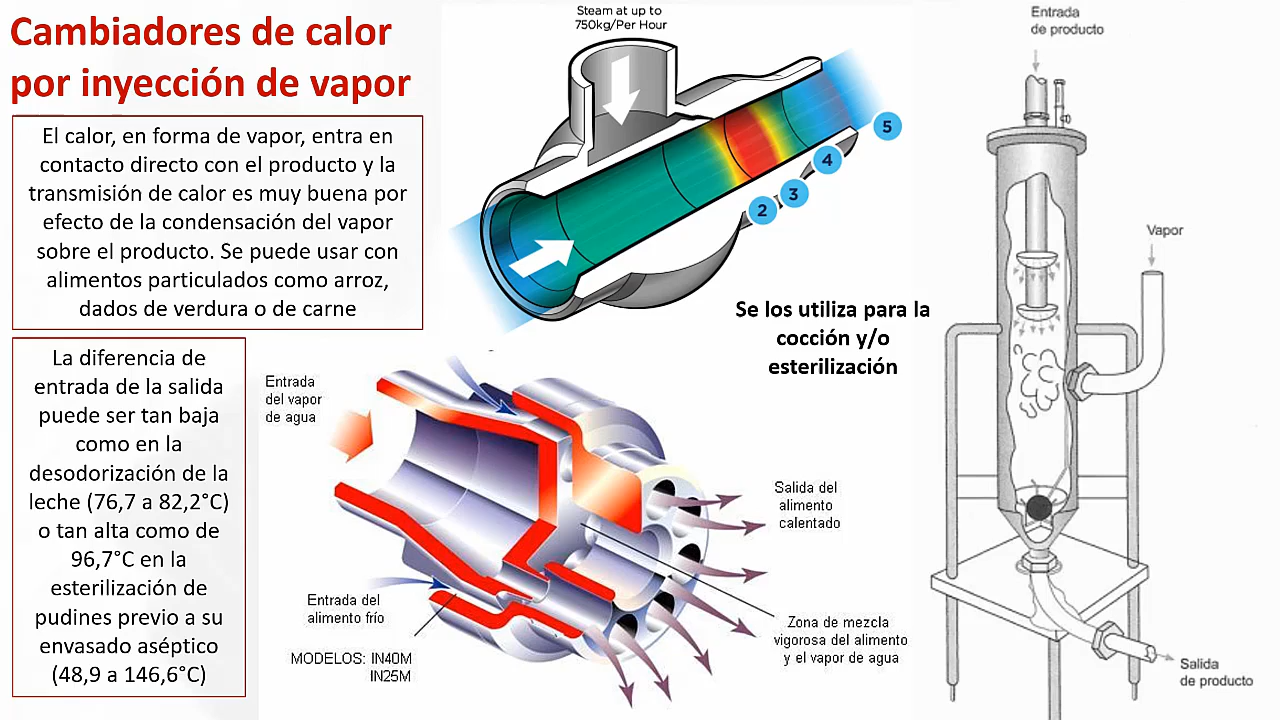 Cambiadores de calor
por inyección de vapor
El calor, en forma de vapor, entra en
contacto directo con el producto y la
transmisión de calor es muy buena por
efecto de la condensación del vapor
sobre el producto. Se puede usar con
alimentos particulados como arroz,
dados de verdura o de carne
La diferencia de
entrada de la salida
puede ser tan baja
como en la
desodorización de la
leche (76,7 a 82,2°C)
o tan alta como de
96,7°C en la
esterilización de
pudines previo a su
envasado aséptico
(48,9 a 146,6°C)
Steam at up to
750kg/Per Hour
5
4
3
2
Se los utiliza para la
cocción y/o
esterilización
Entrada
del vapor
de agua
Salida del
alimento
calentado
Entrada del
alimento frío
Zona de mezcla
vigorosa del alimento
y el vapor de agua
MODELOS: IN40M
IN25M
Entrada
de producto
Vapor
Salida
de producto